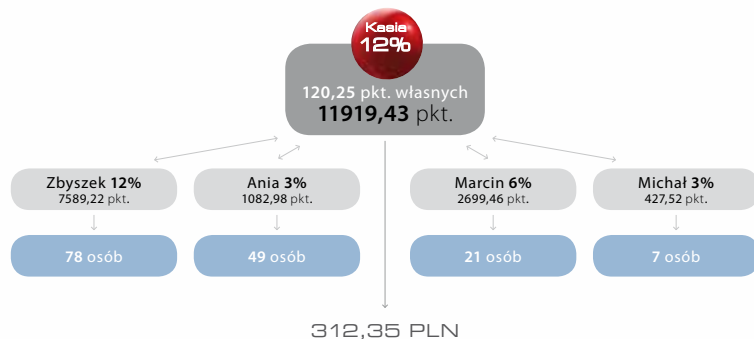 Kasia
12%
120,25 pkt. własnych
11919,43 pkt.
Zbyszek 12%
7589,22 pkt.
Ania 3%
1082,98 pkt.
Marcin 6%
2699,46 pkt.
Michał 3%
427,52 pkt.
78 osób
49 osób
21 osób
7 osób
312,35 PLN